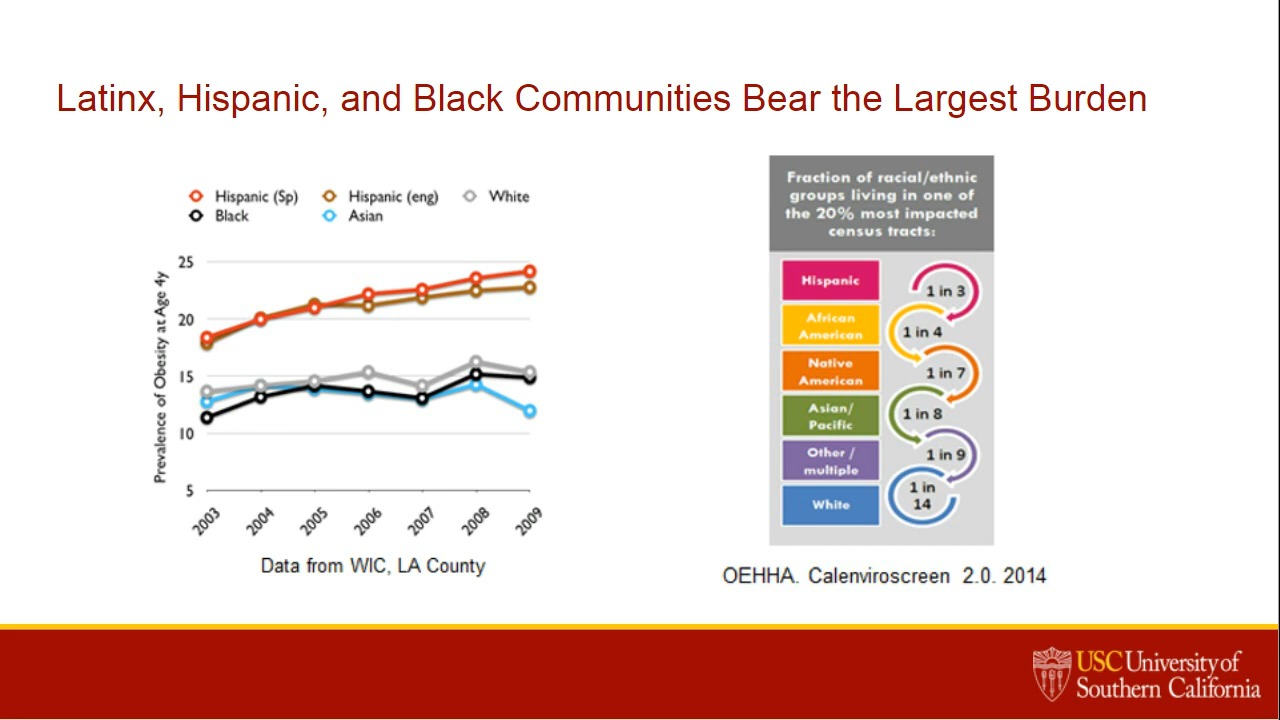 Latinx, Hispanic, and Black Communities Bear the Largest Burden
Hispanic (Sp) Hispanic (eng) White
Black Asian
Prevalence of Obesity at Age 4y
25
20
15
10
5
2003 2004 2005 2006 2007 2008 2009
Data from WIC, LA County
Fraction of racial/ethnic
groups living in one of
the 20% most impacted
census tracts:
Hispanic
1 in 3
African
American
1 in 4
Native
American
1 in 7
Asian/
Pacific
1 in 8
Other /
multiple
1 in 9
White
1 in
14
OEHHA. Calenviroscreen 2.0. 2014
USC University of
Southern California